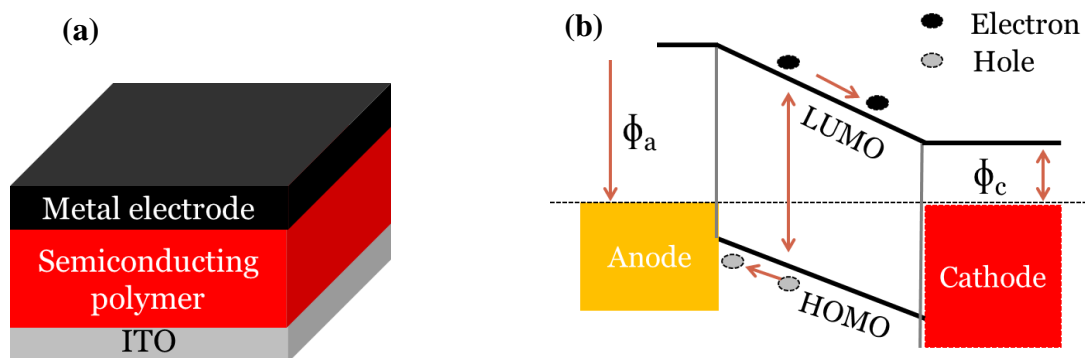 (a)
Metal electrode
Semiconducting
polymer
ITO
(b)
Electron
Hole
ϕa
LUMO
ϕc
Anode
HOMO
Cathode